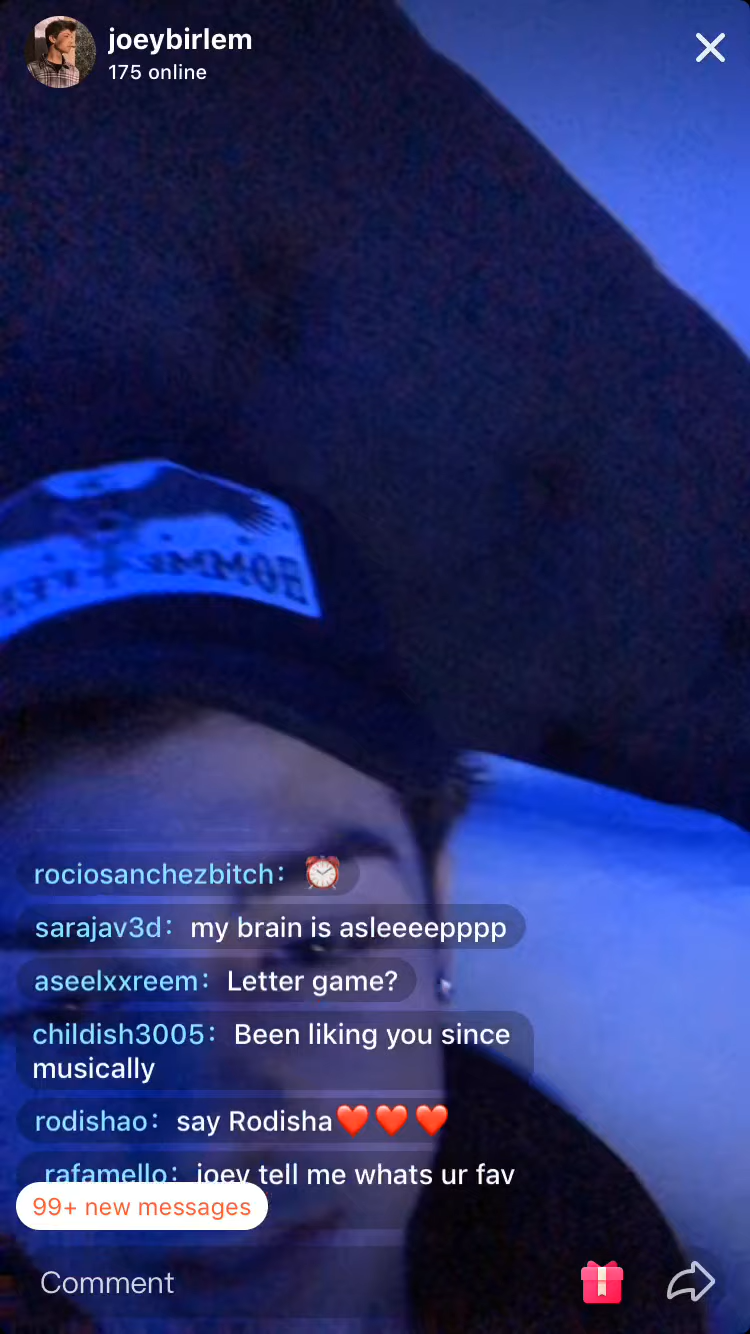 joeybirlem
175 online
rociosanchezbitch: ⏰
sarajav3d: my brain is asleeeepppp
aseelxxreem: Letter game?
childish3005: Been liking you since
musically
rodishao: say Rodisha❤️❤️❤️
rafamello: joey tell me whats ur fav
99+ new messages
Comment